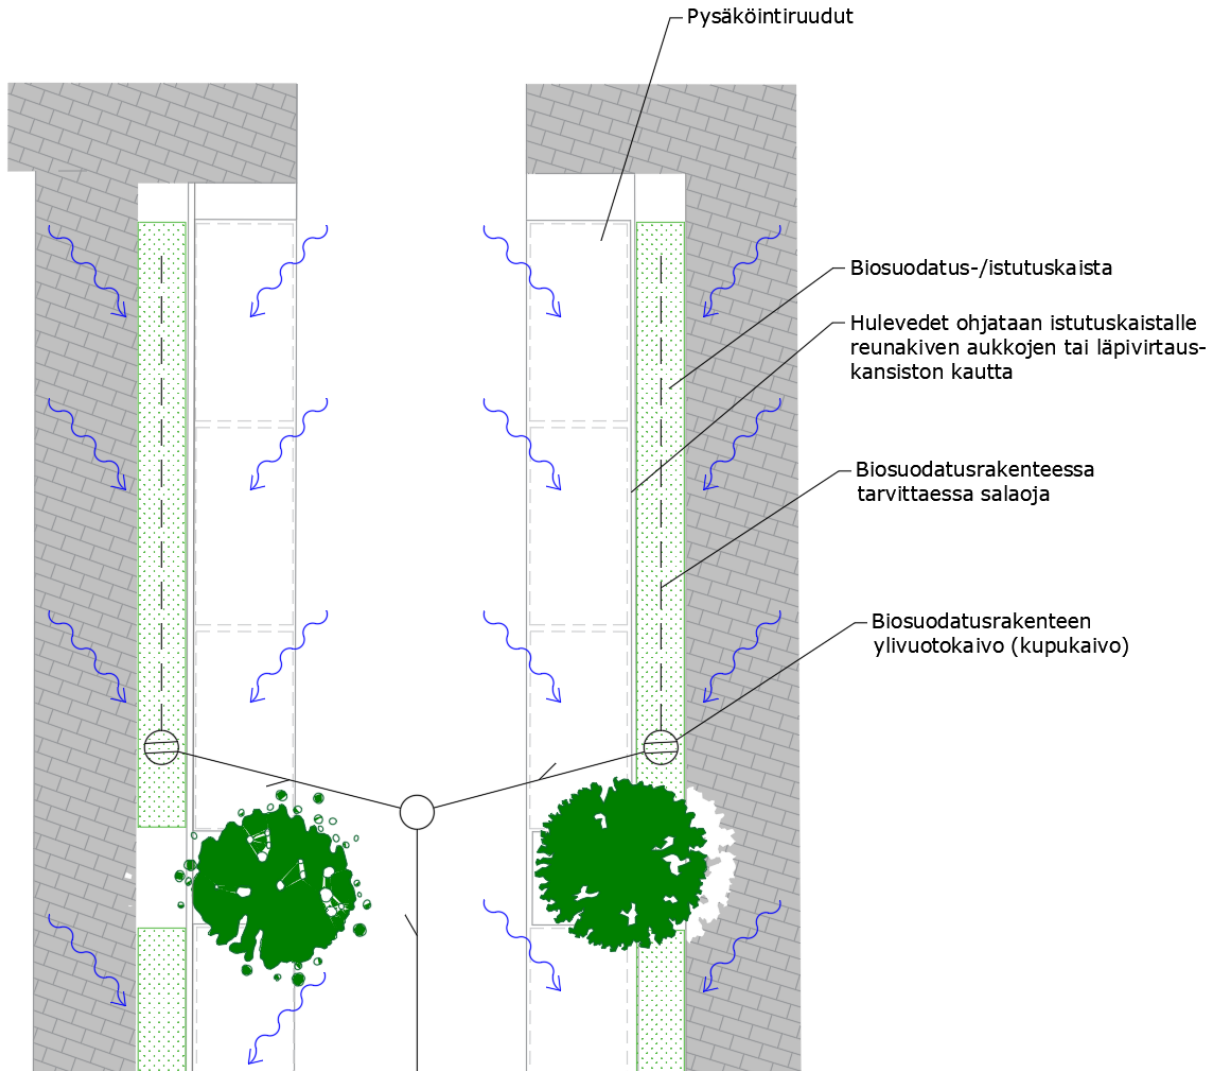 Pysäköintiruudut
Biosuodatus-/istutuskaista
Hulevedet ohjataan istutuskaistalle
reunakiven aukkojen tai läpivirtaus-
kansiston kautta
Biosuodatusrakenteessa
tarvittaessa salaoja
Biosuodatusrakenteen
ylivuotokaivo (kupukaivo)